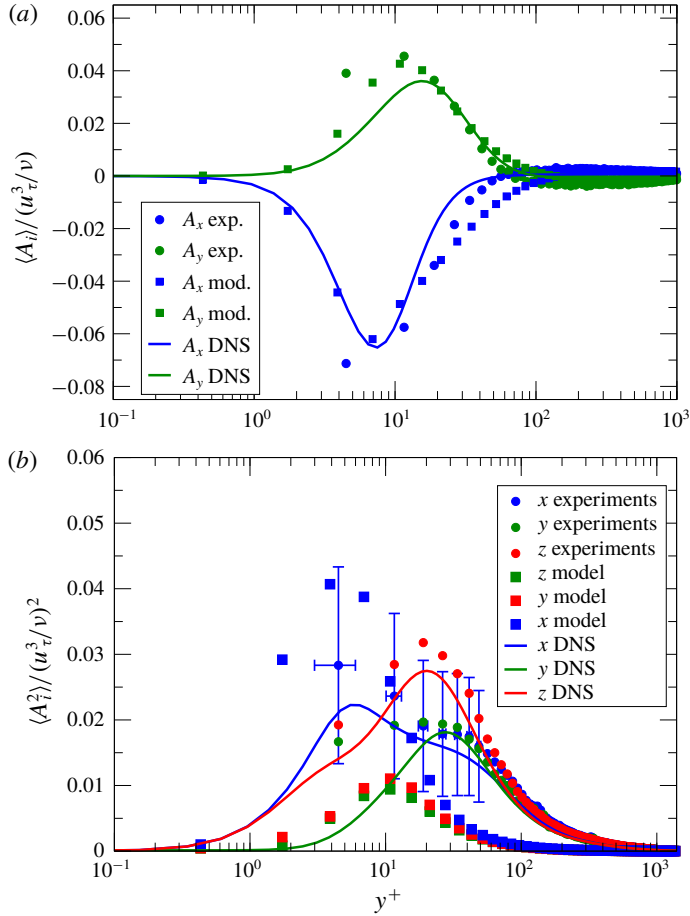 (a)
0.06
0.04
0.02
0
−0.02
−0.04
−0.06
−0.08
⟨A_i⟩/(u_τ^3/ν)
A_x exp.
A_y exp.
A_x mod.
A_y mod.
A_x DNS
A_y DNS
10^−1
10^0
10^1
10^2
10^3
(b)
0.06
0.05
0.04
0.03
0.02
0.01
0
⟨A_i^2⟩/(u_τ^3/ν)^2
x experiments
y experiments
z experiments
z model
y model
x model
x DNS
y DNS
z DNS
10^−1
10^0
10^1
10^2
10^3
y^+